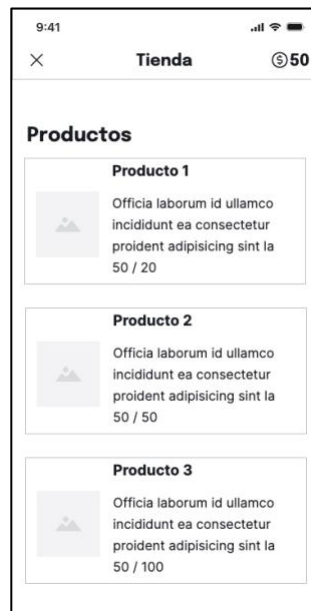 9:41
Tienda
50
Productos
Producto 1
Officia laborum id ullamco
incididunt ea consectetur
proident adipisicing sint la
50 / 20
Producto 2
Officia laborum id ullamco
incididunt ea consectetur
proident adipisicing sint la
50 / 50
Producto 3
Officia laborum id ullamco
incididunt ea consectetur
proident adipisicing sint la
50 / 100